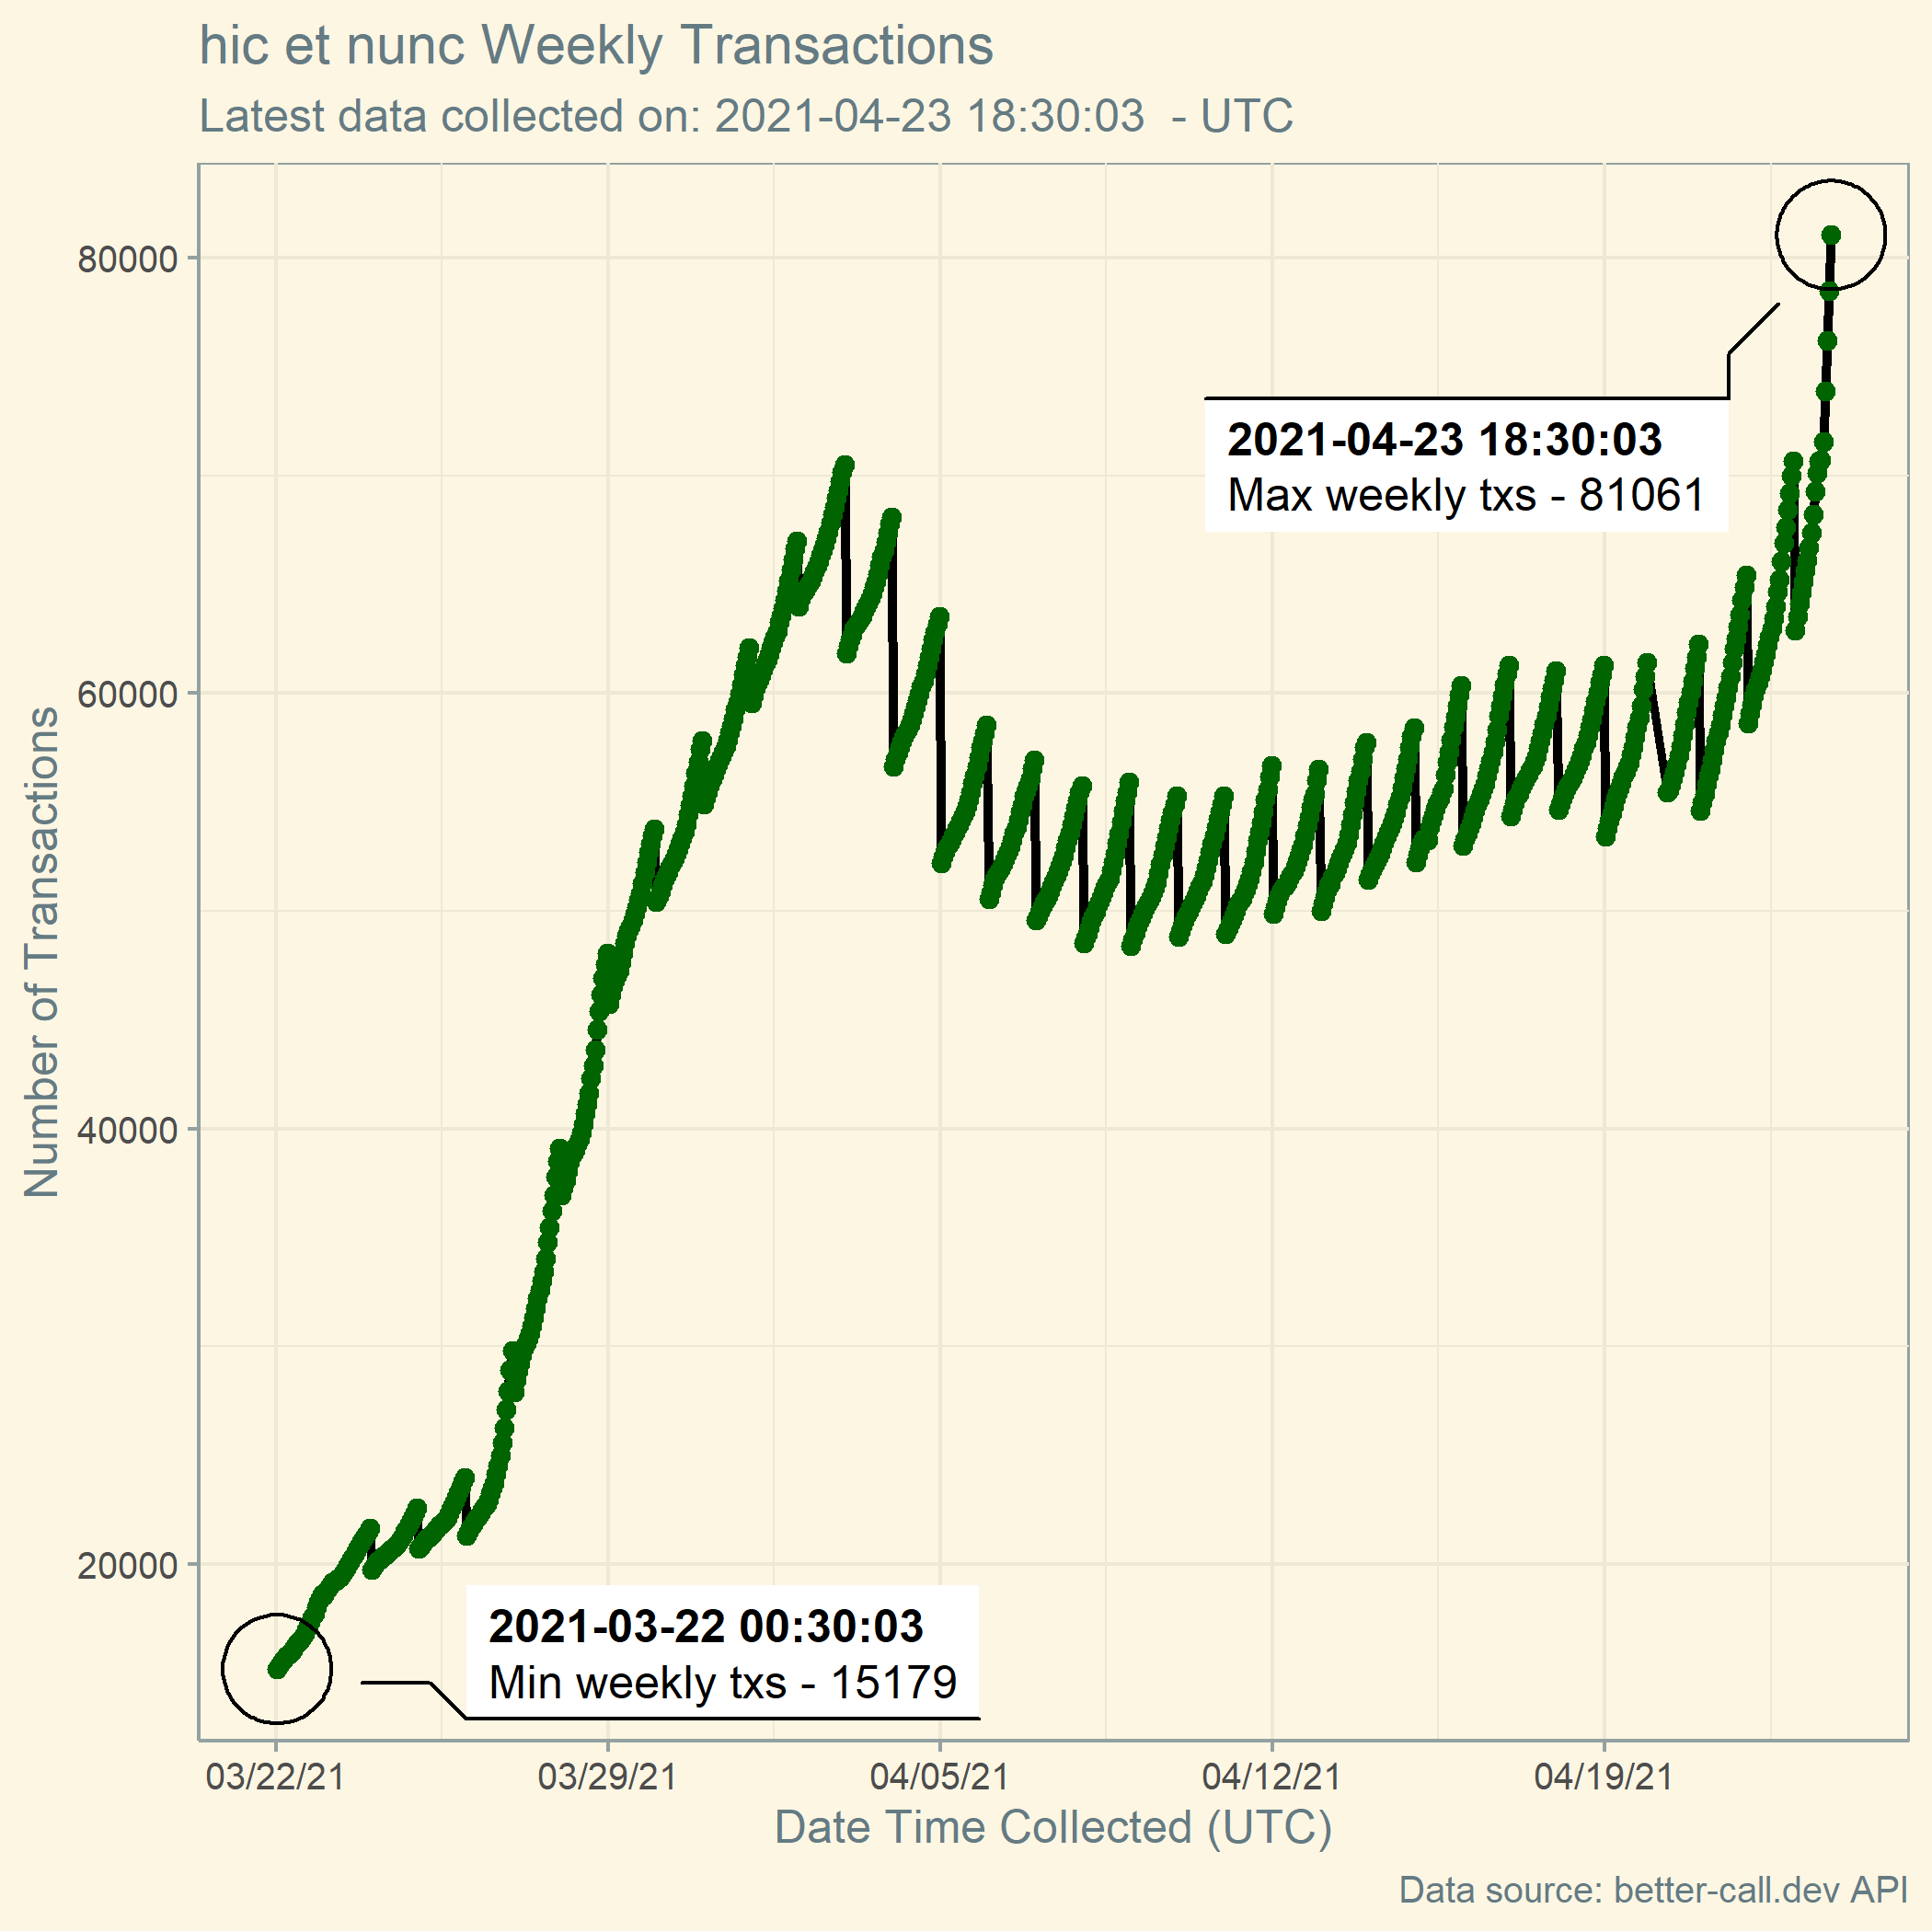 hic et nunc Weekly Transactions
Latest data collected on: 2021-04-23 18:30:03  - UTC
Number of Transactions
80000
60000
40000
20000
2021-04-23 18:30:03
Max weekly txs - 81061
2021-03-22 00:30:03
Min weekly txs - 15179
03/22/21 03/29/21 04/05/21 04/12/21 04/19/21
Date Time Collected (UTC)
Data source: better-call.dev API